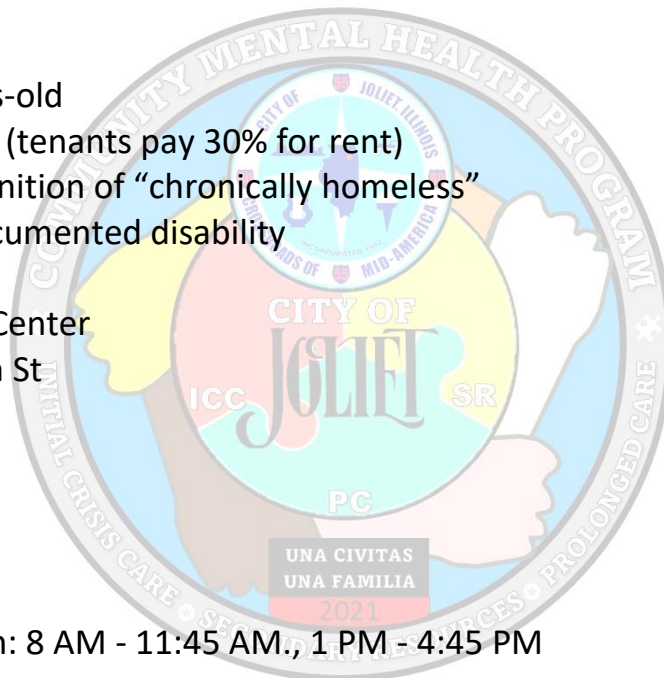 s-old
(tenants pay 30% for rent)
nition of “chronically homeless”
cumented disability
Center
n St
n: 8 AM - 11:45 AM., 1 PM - 4:45 PM
COMMUNITY MENTAL HEALTH PROGRAM
CITY OF JOLIET, ILLINOIS
55
INCORPORATED 1852
CROSSROADS OF MID-AMERICA
55
CITY OF
JOLIET
ICC
SR
PC
UNA CIVITAS
UNA FAMILIA
2021
INITIAL CRISIS CARE SECONDARY RESOURCES PROLONGED CARE